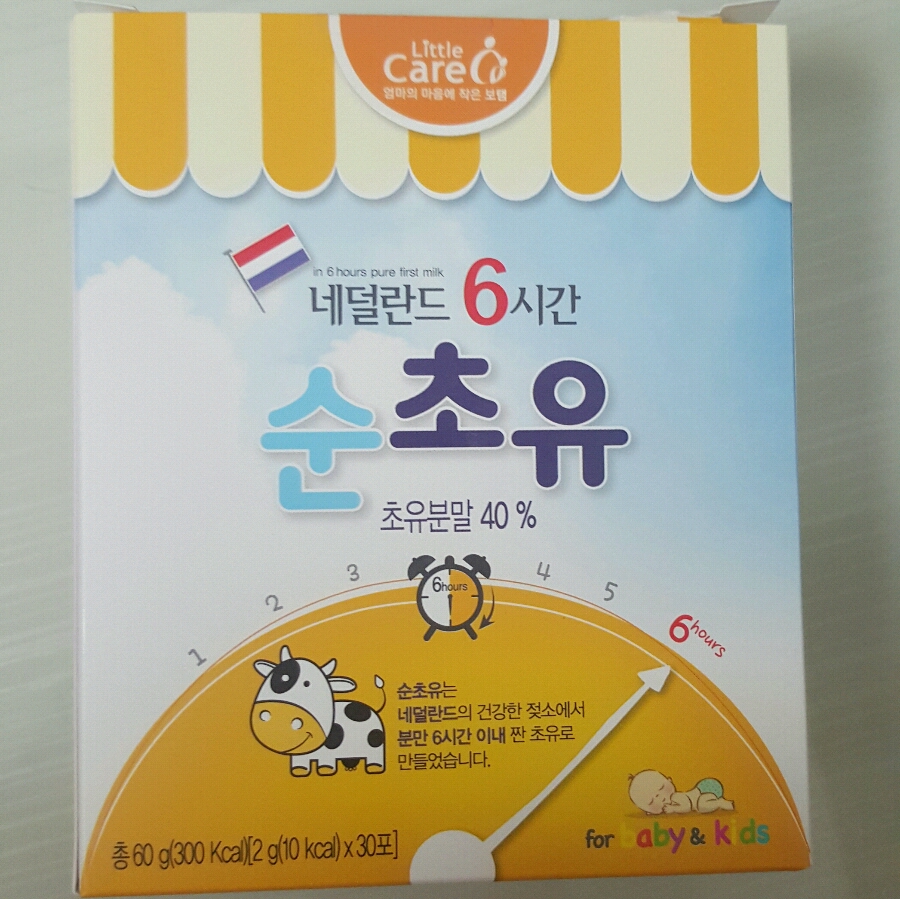 Little
Care
엄마의 마음에 작은 보탬
in 6 hours pure first milk
네덜란드 6시간
순초유
초유분말 40 %
1
2
3
6hours
4
5
6hours
순초유는
네덜란드의 건강한 젖소에서
분만 6시간 이내 짠 초유로
만들었습니다.
for baby & kids
총 60 g(300 Kcal)[2 g(10 kcal) x 30포]